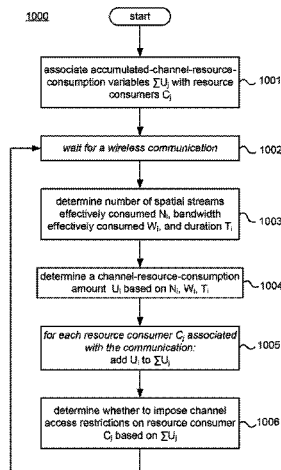 1000
start
associate accumulated-channel-resource-
consumption variables ∑Uj with resource
consumers Cj
1001
wait for a wireless communication
1002
determine number of spatial streams
effectively consumed Ni, bandwidth
effectively consumed Wi, and duration Ti
1003
determine a channel-resource-consumption
amount Ui based on Ni, Wi, Ti
1004
for each resource consumer Cj associated
with the communication:
add Ui to ∑Uj
1005
determine whether to impose channel
access restrictions on resource consumer
Cj based on ∑Uj
1006